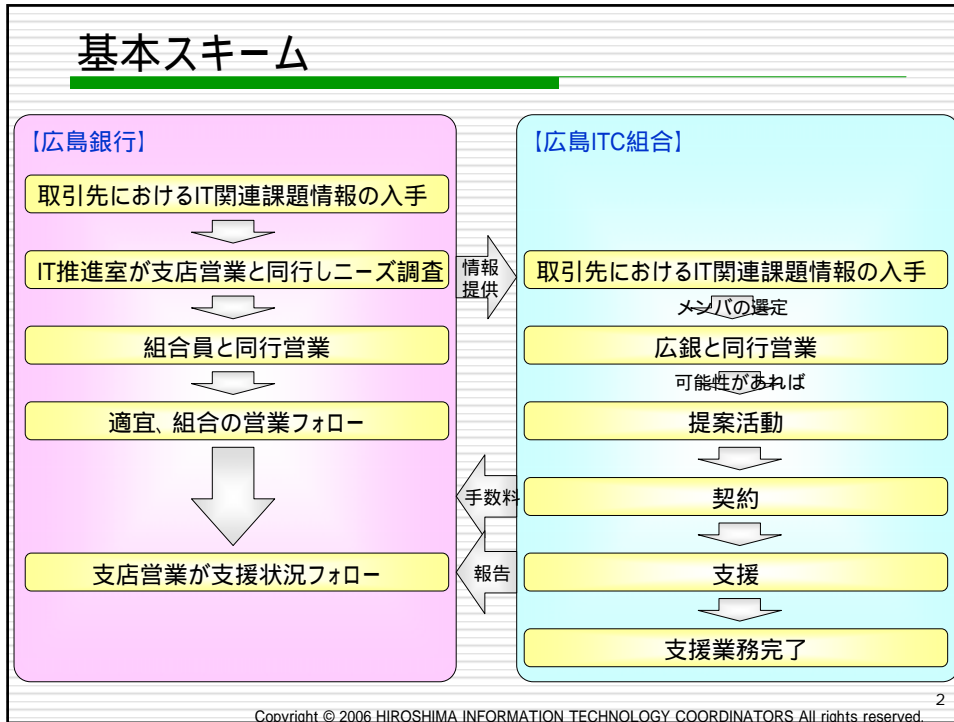 基本スキーム
【広島銀行】
取引先におけるIT関連課題情報の入手
IT推進室が支店営業と同行しニーズ調査
組合員と同行営業
適宜、組合の営業フォロー
支店営業が支援状況フォロー
情報
提供
手数料
報告
【広島ITC組合】
取引先におけるIT関連課題情報の入手
メンバの選定
広銀と同行営業
可能性があれば
提案活動
契約
支援
支援業務完了
2
Copyright © 2006 HIROSHIMA INFORMATION TECHNOLOGY COORDINATORS All rights reserved.